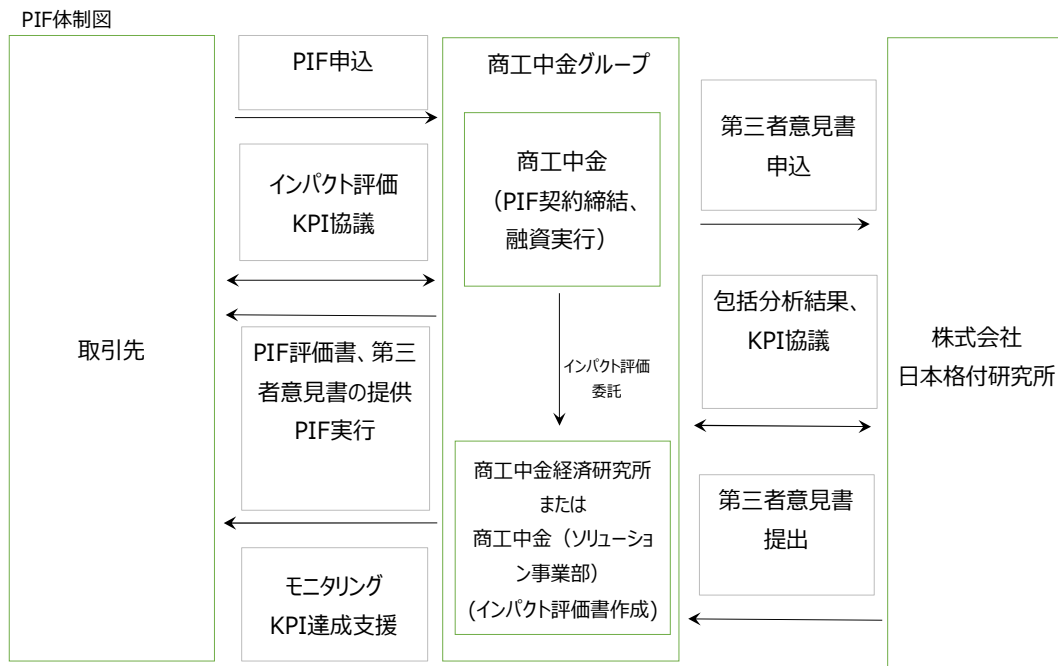 PIF体制図
取引先
PIF申込
インパクト評価
KPI協議
PIF評価書、第三
者意見書の提供
PIF実行
モニタリング
KPI達成支援
商工中金グループ
商工中金
（PIF契約締結、
融資実行）
インパクト評価
委託
商工中金経済研究所
または
商工中金（ソリューショ
ン事業部）
(インパクト評価書作成)
第三者意見書
申込
包括分析結果、
KPI協議
第三者意見書
提出
株式会社
日本格付研究所